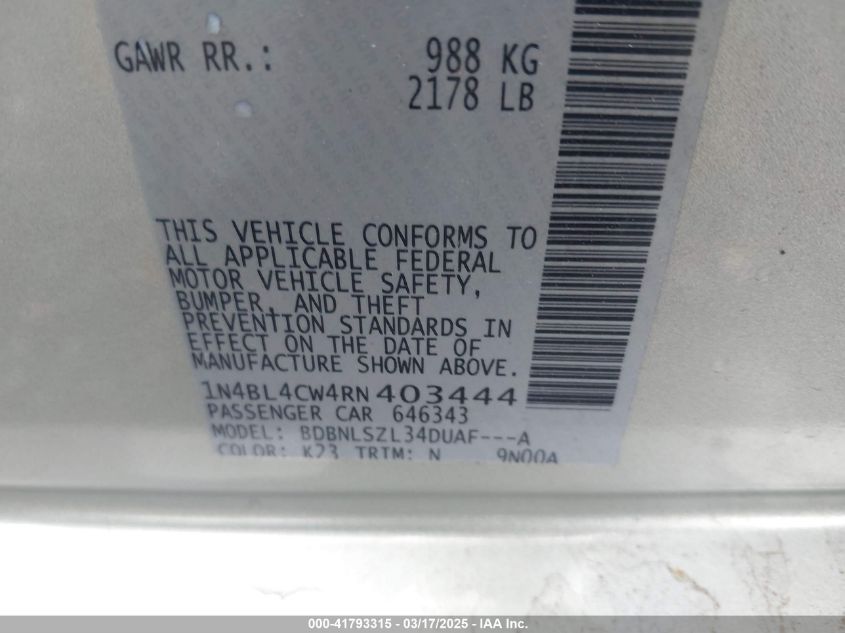 GAWR RR.: 988 KG
2178 LB
THIS VEHICLE CONFORMS TO
ALL APPLICABLE FEDERAL
MOTOR VEHICLE SAFETY,
BUMPER, AND THEFT
PREVENTION STANDARDS IN
EFFECT ON THE DATE OF
MANUFACTURE SHOWN ABOVE.
1N4BL4CW4RN403444
PASSENGER CAR 646343
MODEL: BDBNLSZL34DUAF---A
COLOR: K23 TRIM: N 9N00A
000-41793315 - 03/17/2025 - IAA Inc.